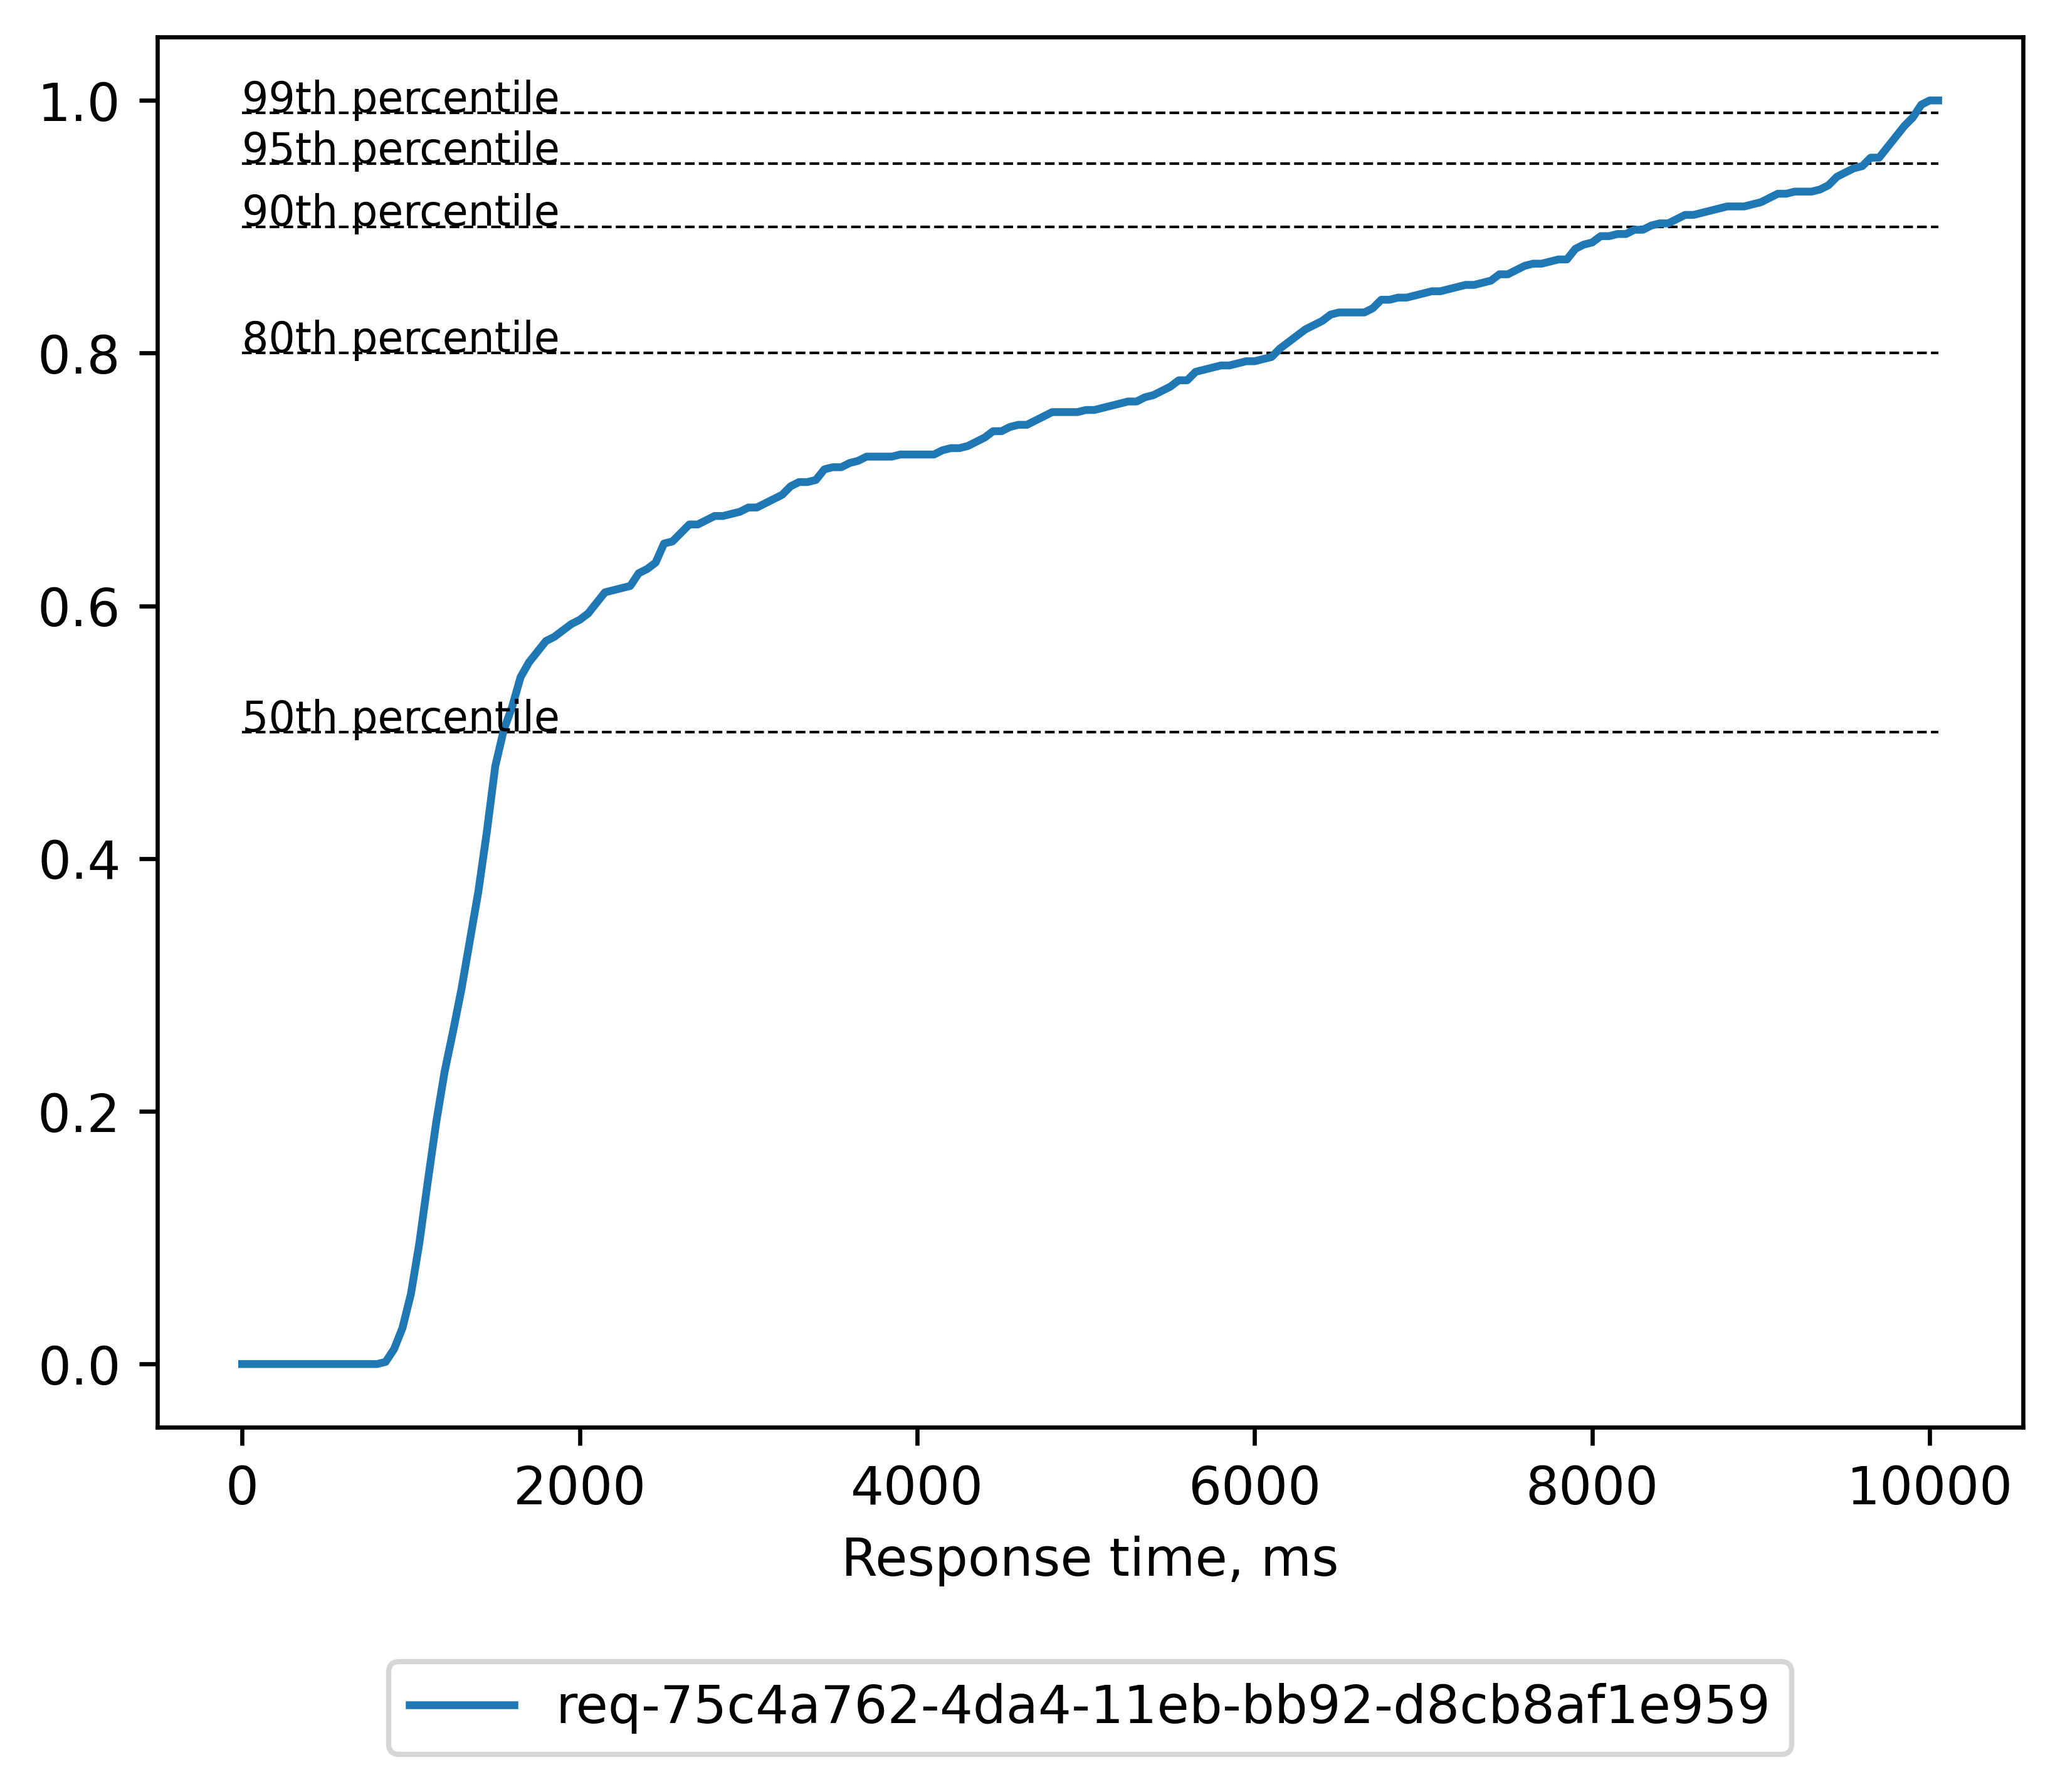 1.0
99th percentile
95th percentile
90th percentile
0.8
80th percentile
0.6
50th percentile
0.4
0.2
0.0
0 2000 4000 6000 8000 10000
Response time, ms
req-75c4a762-4da4-11eb-bb92-d8cb8af1e959